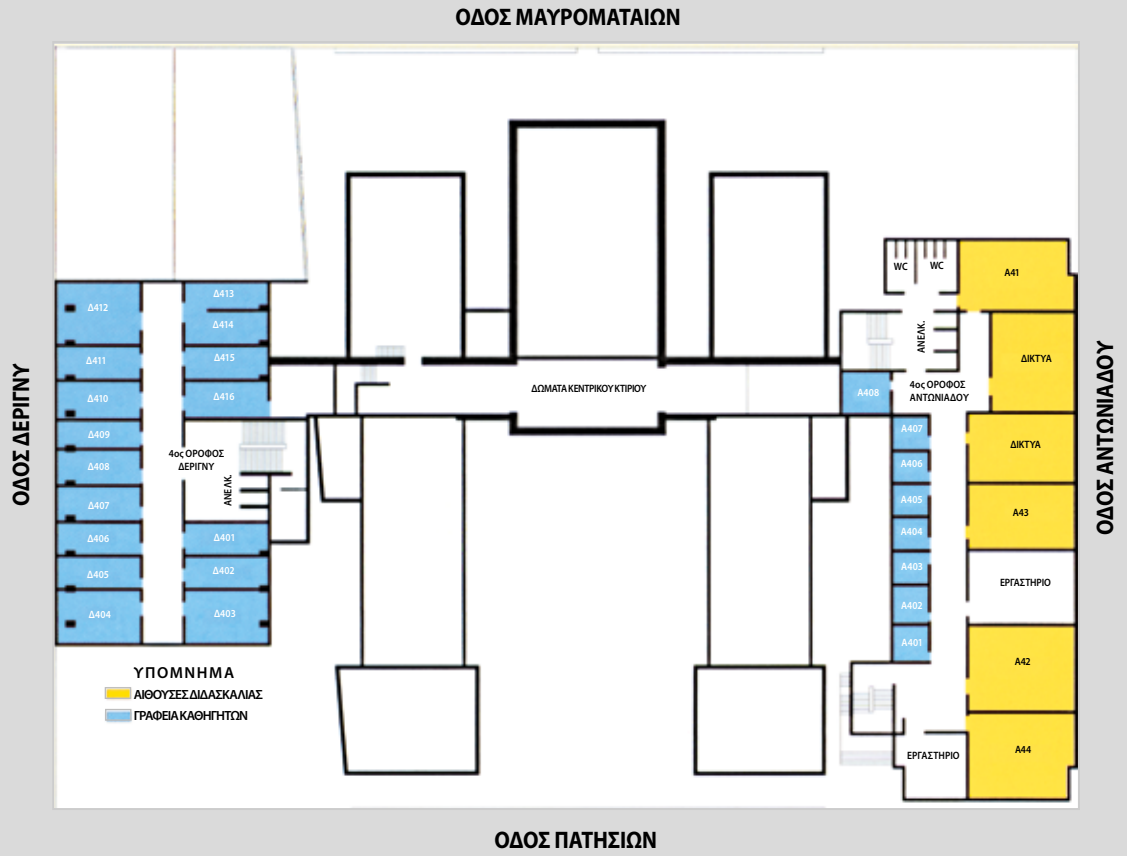 ΟΔΟΣ ΜΑΥΡΟΜΑΤΑΙΩΝ
ΟΔΟΣ ΔΕΡΙΓΝΥ
Δ412
Δ411
Δ410
Δ409
Δ408
Δ407
Δ406
Δ405
Δ404
Δ413
Δ414
Δ415
Δ416
4ος ΟΡΟΦΟΣ
ΔΕΡΙΓΝΥ
ΑΝΕΛΚ.
Δ401
Δ402
Δ403
ΥΠΟΜΝΗΜΑ
ΑΙΘΟΥΣΕΣ ΔΙΔΑΣΚΑΛΙΑΣ
ΓΡΑΦΕΙΑ ΚΑΘΗΓΗΤΩΝ
ΔΩΜΑΤΑ ΚΕΝΤΡΙΚΟΥ ΚΤΙΡΙΟΥ
WC
WC
ΑΝΕΛΚ.
4ος ΟΡΟΦΟΣ
ΑΝΤΩΝΙΑΔΟΥ
Α408
Α407
Α406
Α405
Α404
Α403
Α402
Α401
Α41
ΔΙΚΤΥΑ
ΔΙΚΤΥΑ
Α43
ΕΡΓΑΣΤΗΡΙΟ
Α42
Α44
ΕΡΓΑΣΤΗΡΙΟ
ΟΔΟΣ ΑΝΤΩΝΙΑΔΟΥ
ΟΔΟΣ ΠΑΤΗΣΙΩΝ